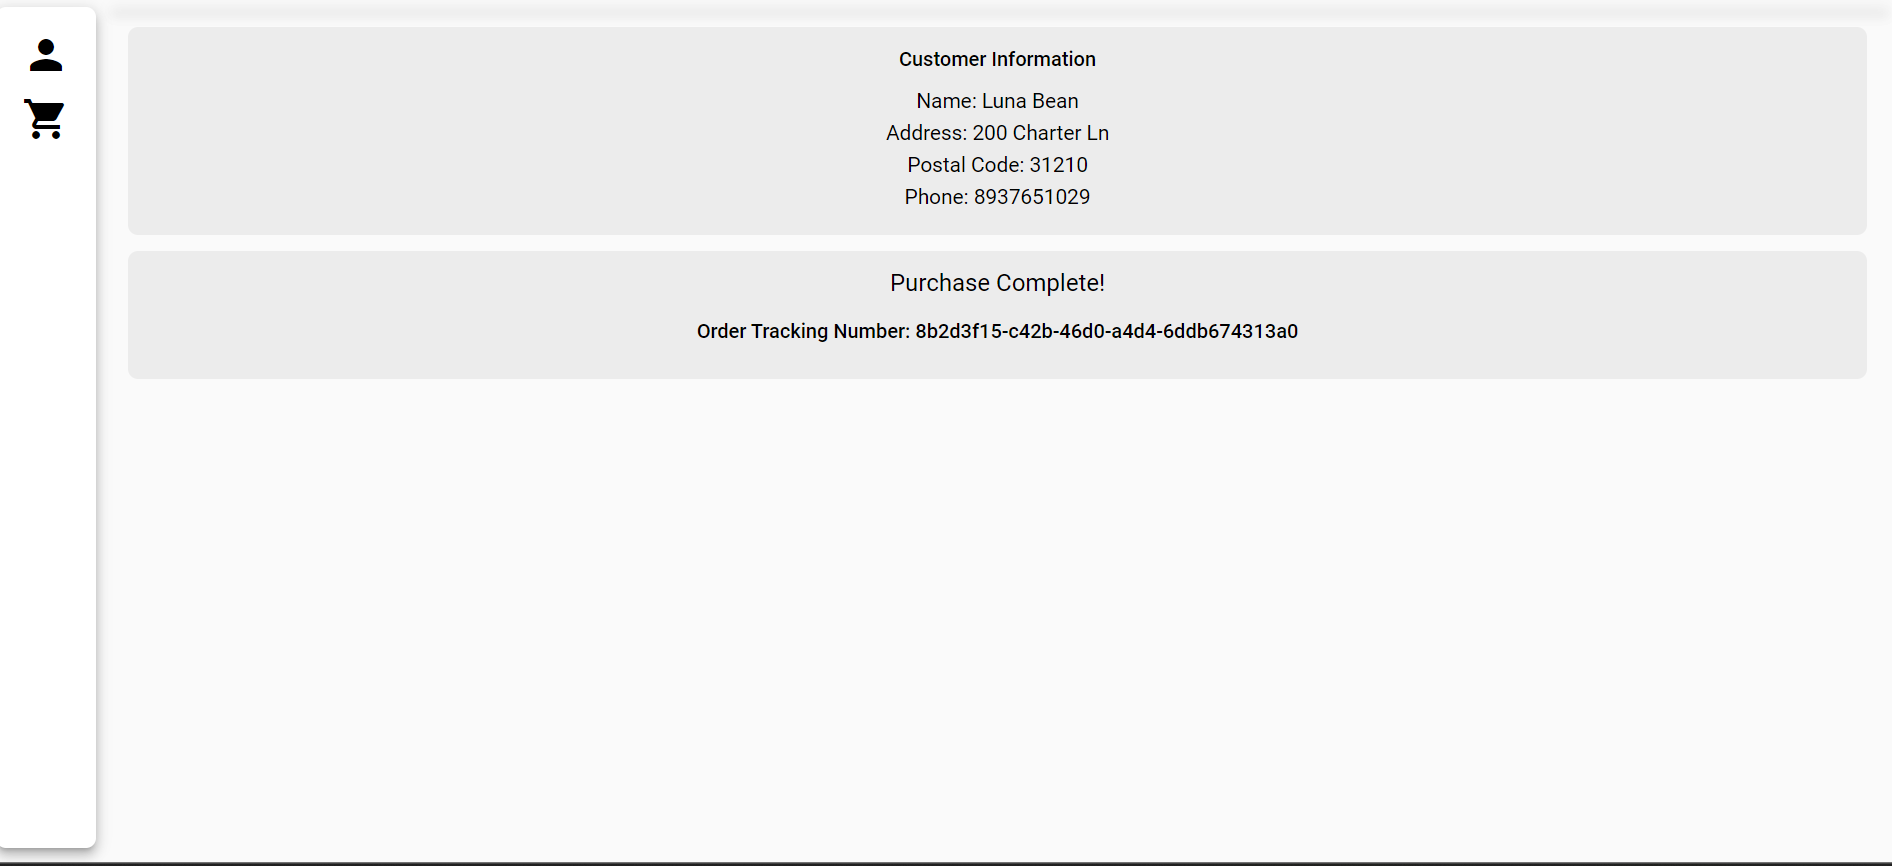 Customer Information
Name: Luna Bean
Address: 200 Charter Ln
Postal Code: 31210
Phone: 8937651029
Purchase Complete!
Order Tracking Number: 8b2d3f15-c42b-46d0-a4d4-6ddb674313a0